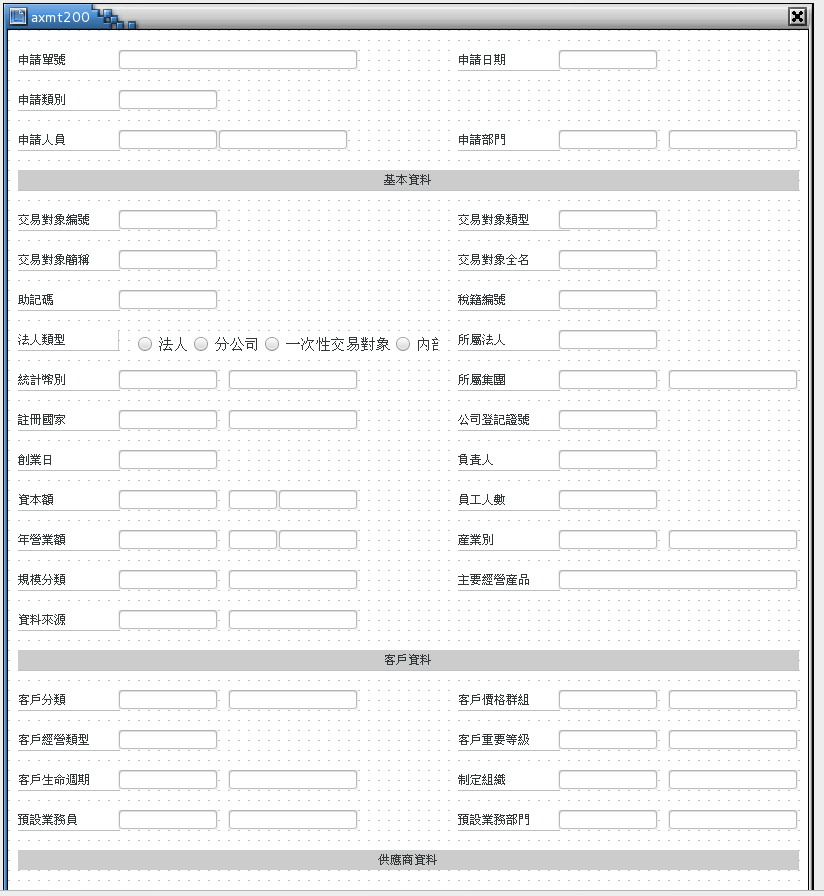 axmt200
申請單號 申請日期
申請類別
申請人員 申請部門
基本資料
交易對象編號 交易對象類型
交易對象簡稱 交易對象全名
助記碼 稅籍編號
法人類型 法人 分公司 一次性交易對象 內部 所屬法人
統計幣別 所屬集團
註冊國家 公司登記證號
創業日 負責人
資本額 員工人數
年營業額 產業別
規模分類 主要經營產品
資料來源
客戶資料
客戶分類 客戶價格群組
客戶經營類型 客戶重要等級
客戶生命週期 制定組織
預設業務員 預設業務部門
供應商資料